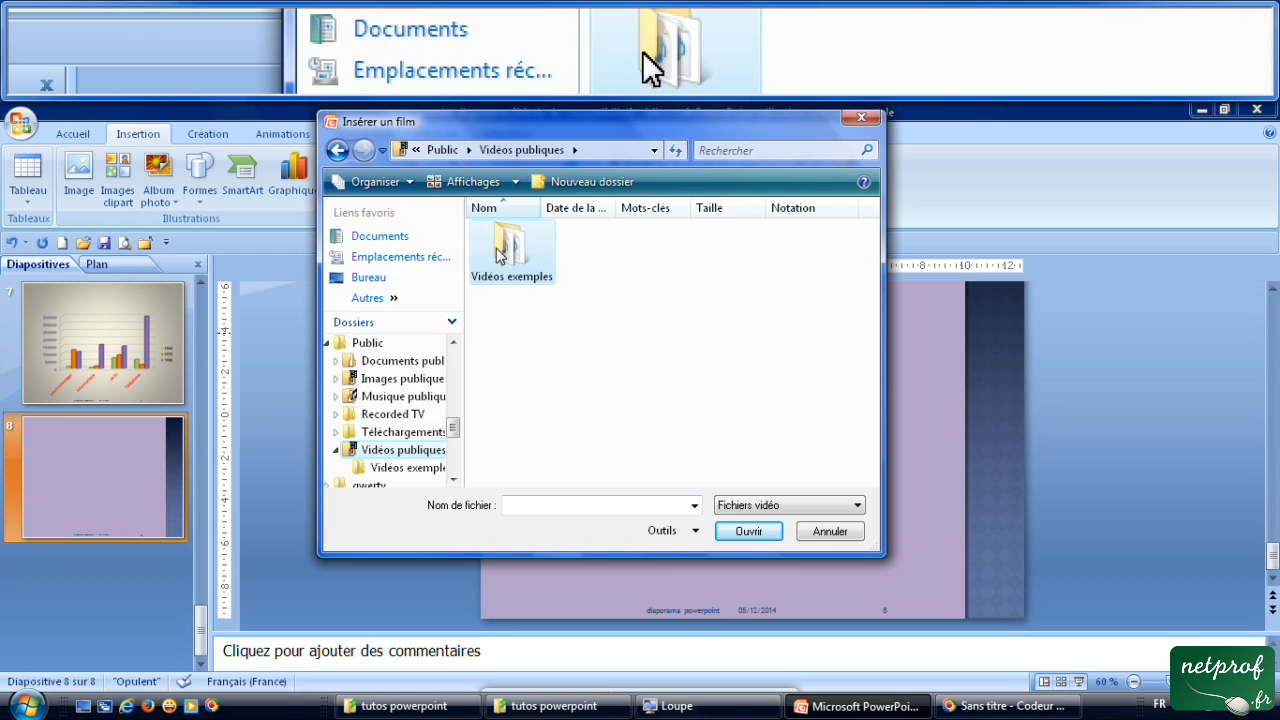 Documents
Emplacements réc...
Insérer un film
Accueil
Insertion
Création
Animations
Public
Vidéos publiques
Rechercher
Tableau
Image
Images clipart
Album photo
Formes
SmartArt
Graphique
Tableaux
Illustrations
Organiser
Affichages
Nouveau dossier
Liens favoris
Nom
Date de la ...
Mots-clés
Taille
Notation
Documents
Emplacements réc...
Bureau
Autres »
Vidéos exemples
Diapositives
Plan
Dossiers
Public
Documents publ
Images publique
Musique publiqu
Recorded TV
Téléchargements
Vidéos publiques
Vidéos exemple
qwerty
7
8
Nom de fichier :
Fichiers vidéo
Outils
Ouvrir
Annuler
diaporama powerpoint
05/12/2014
8
Cliquez pour ajouter des commentaires
Diapositive 8 sur 8
"Opulent"
Français (France)
60 %
tutos powerpoint
tutos powerpoint
Loupe
Microsoft PowerPoi...
Sans titre - Codeur ...
FR
netprof
.fr